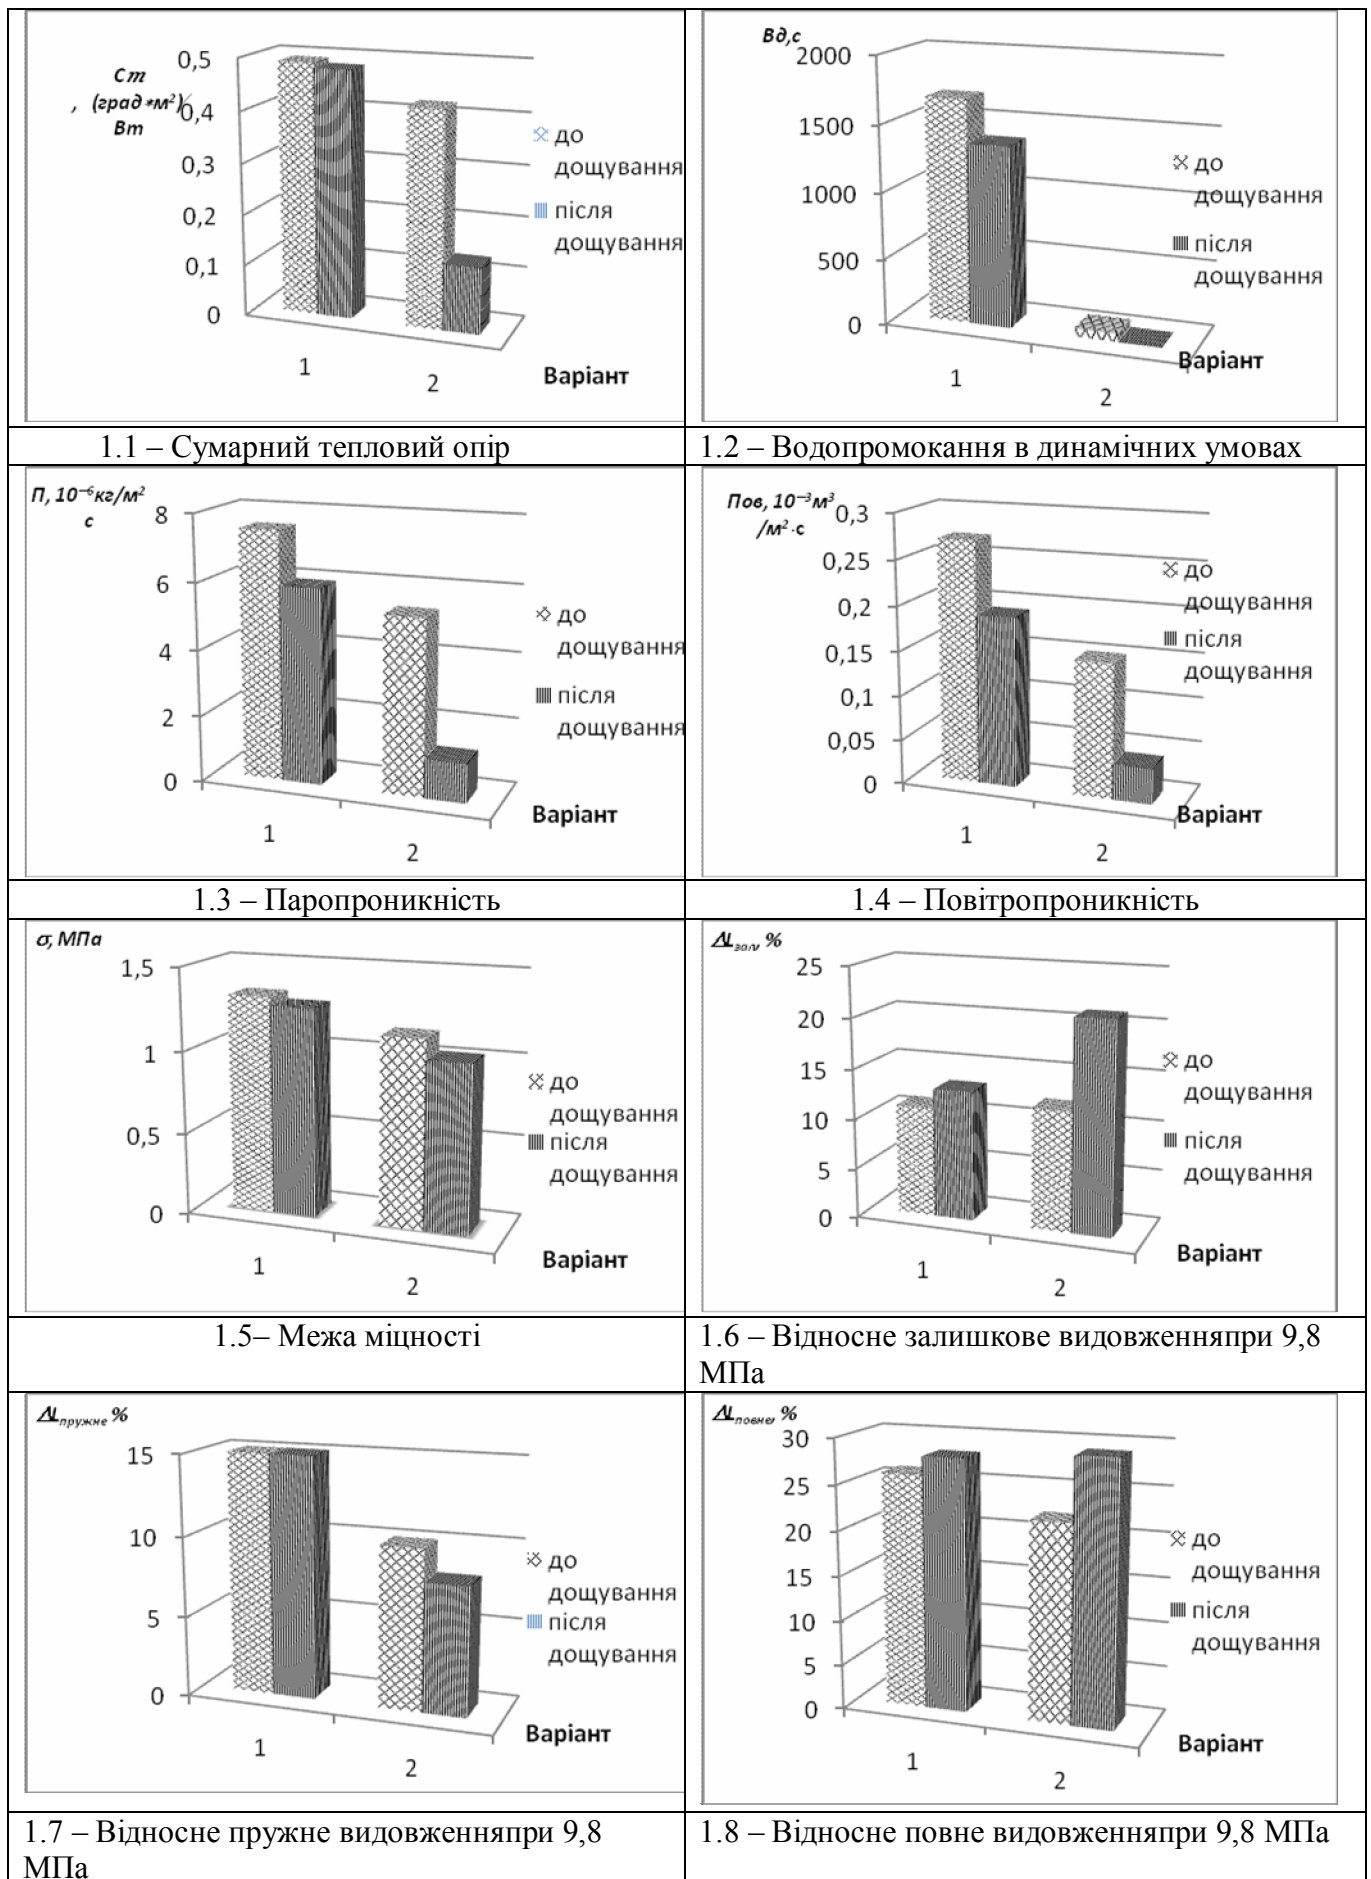 Ст
, (град*м²)/
Вт
0,5
0,4
0,3
0,2
0,1
0
1
2
Варіант
до
дощування
після
дощування
1.1 – Сумарний тепловий опір
Вд,с
2000
1500
1000
500
0
1
2
Варіант
до
дощування
після
дощування
1.2 – Водопромокання в динамічних умовах
П, 10⁻⁶кг/м²
с
8
6
4
2
0
1
2
Варіант
до
дощування
після
дощування
1.3 – Паропроникність
Пов, 10⁻³м³
/м²·с
0,3
0,25
0,2
0,15
0,1
0,05
0
1
2
Варіант
до
дощування
після
дощування
1.4 – Повітропроникність
σ, МПа
1,5
1
0,5
0
1
2
Варіант
до
дощування
після
дощування
1.5– Межа міцності
ΔL зал, %
25
20
15
10
5
0
1
2
Варіант
до
дощування
після
дощування
1.6 – Відносне залишкове видовженняпри 9,8
МПа
ΔL пружне %
15
10
5
0
1
2
Варіант
до
дощування
після
дощування
1.7 – Відносне пружне видовженняпри 9,8
МПа
ΔL повне, %
30
25
20
15
10
5
0
1
2
Варіант
до
дощування
після
дощування
1.8 – Відносне повне видовженняпри 9,8 МПа